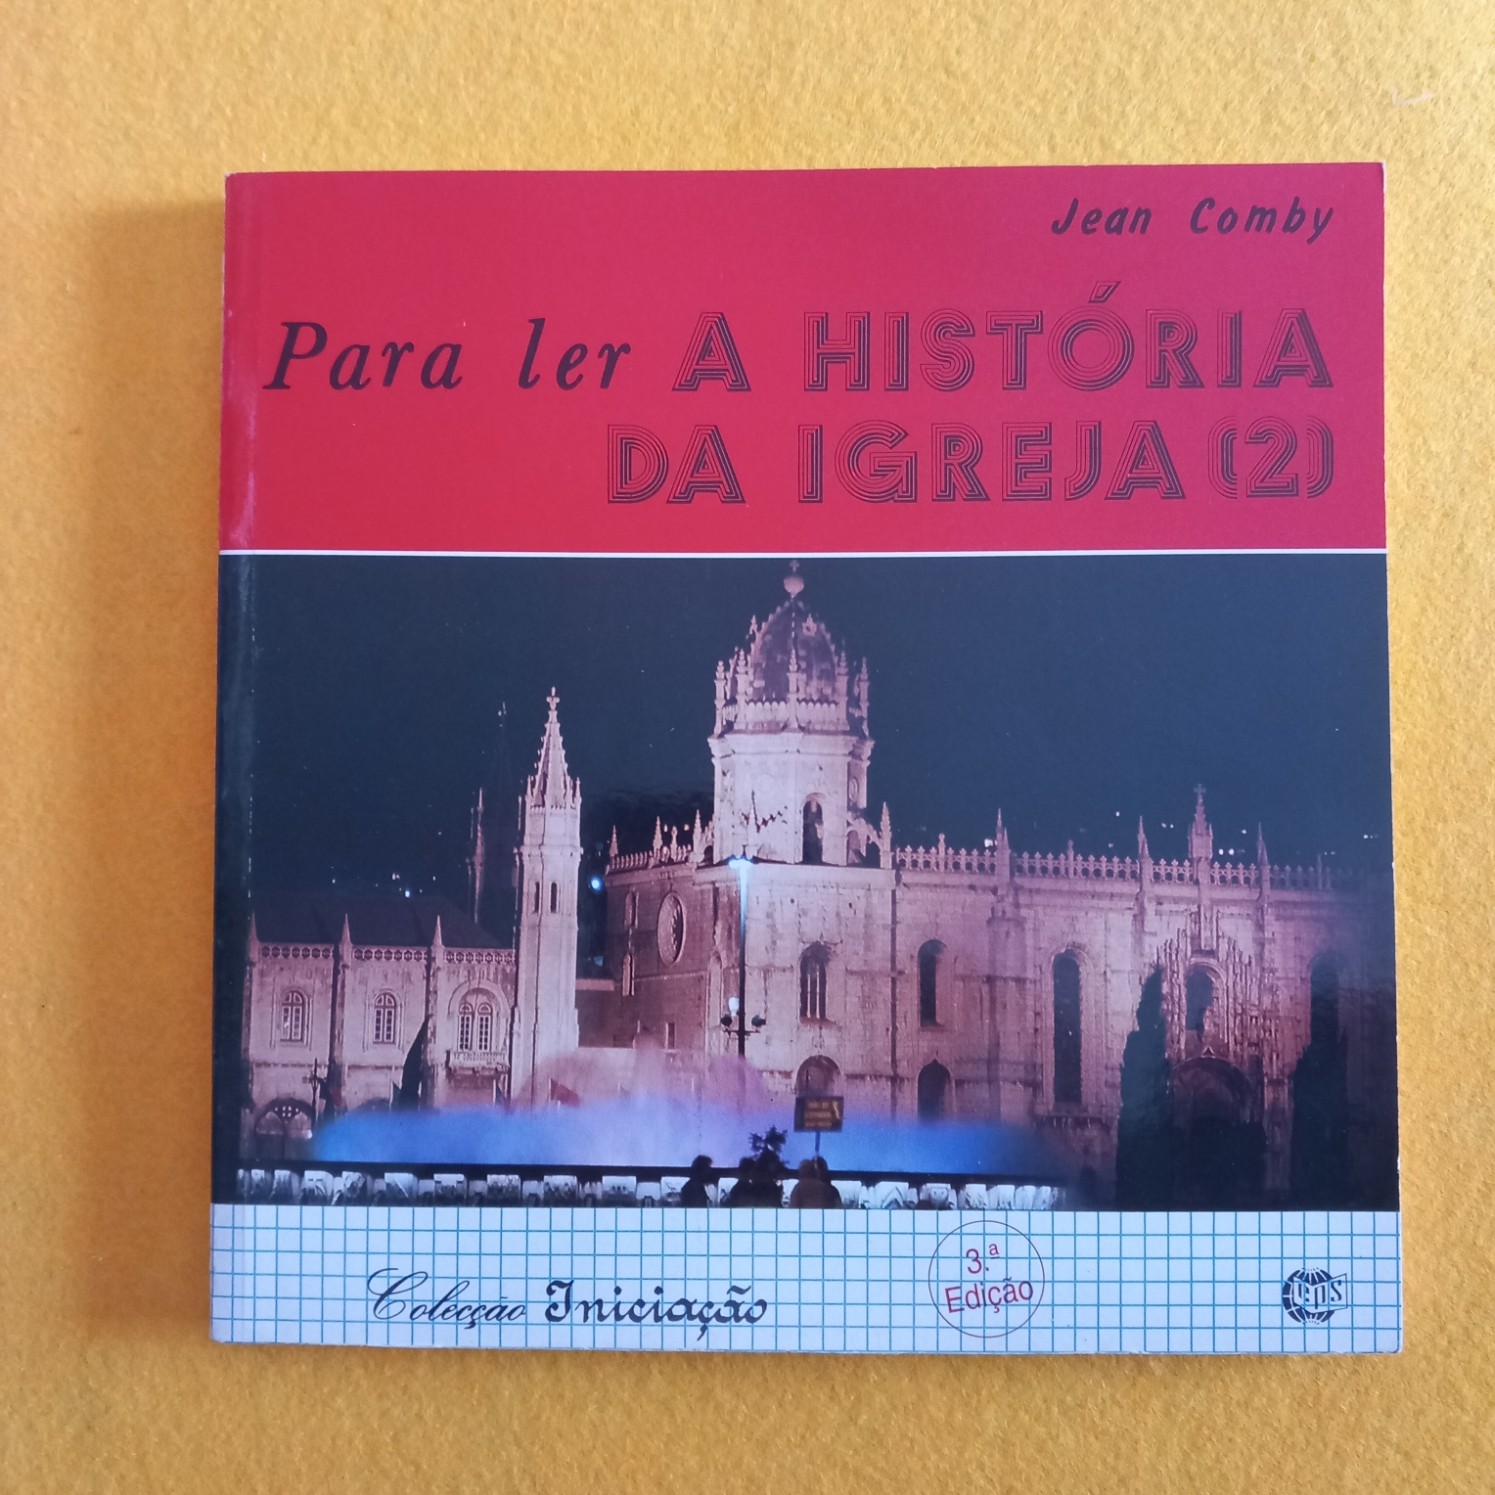 Jean Comby
Para ler A HISTÓRIA
DA IGREJA (2)
Colecção Iniciação
3.ª
Edição